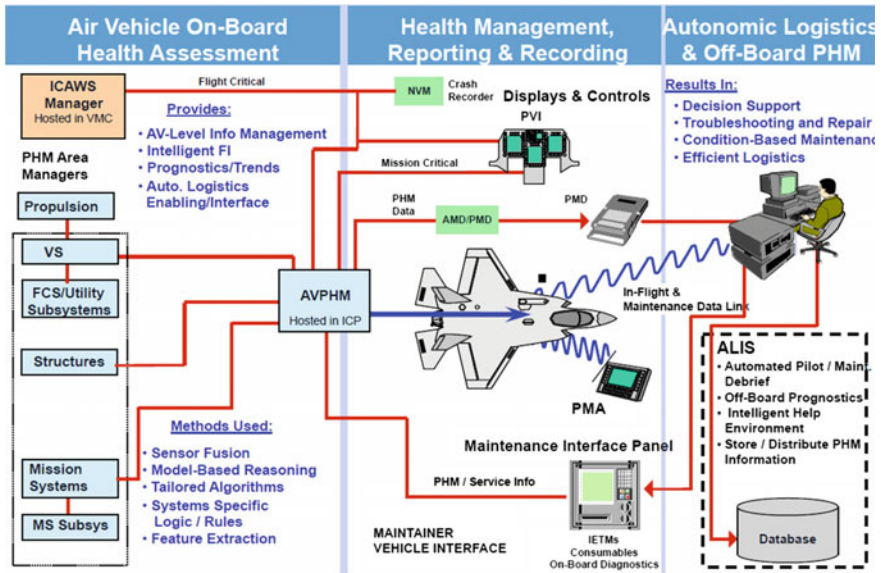 Air Vehicle On-Board
Health Assessment
Health Management,
Reporting & Recording
Autonomic Logistics
& Off-Board PHM
ICAWS
Manager
Hosted in VMC
Flight Critical
Provides:
• AV-Level Info Management
• Intelligent FI
• Prognostics/Trends
• Auto. Logistics
Enabling/Interface
PHM Area
Managers
Propulsion
VS
FCS/Utility
Subsystems
Structures
Mission
Systems
MS Subsys
AVPHM
Hosted in ICP
Methods Used:
• Sensor Fusion
• Model-Based Reasoning
• Tailored Algorithms
• Systems Specific
Logic / Rules
• Feature Extraction
NVM
Crash
Recorder
Displays & Controls
PVI
Mission Critical
PHM
Data
AMD/PMD
PMD
In-Flight &
Maintenance Data Link
PMA
Maintenance Interface Panel
PHM / Service Info
IETMs
Consumables
On-Board Diagnostics
MAINTAINER
VEHICLE INTERFACE
Results In:
• Decision Support
• Troubleshooting and Repair
• Condition-Based Maintenanc
• Efficient Logistics
ALIS
• Automated Pilot / Maint.
Debrief
• Off-Board Prognostics
• Intelligent Help
Environment
• Store / Distribute PHM
Information
Database